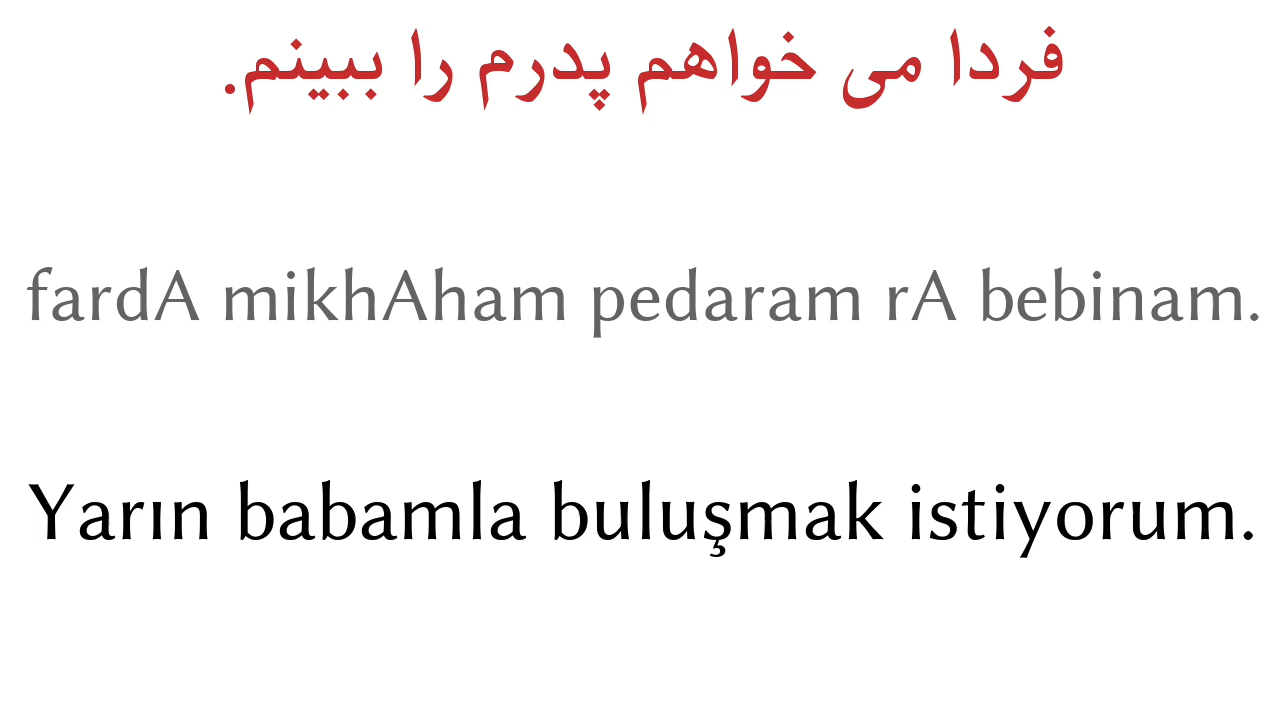 فردا می خواهم پدرم را ببینم.
fardA mikhAham pedaram rA bebinam.
Yarın babamla buluşmak istiyorum.